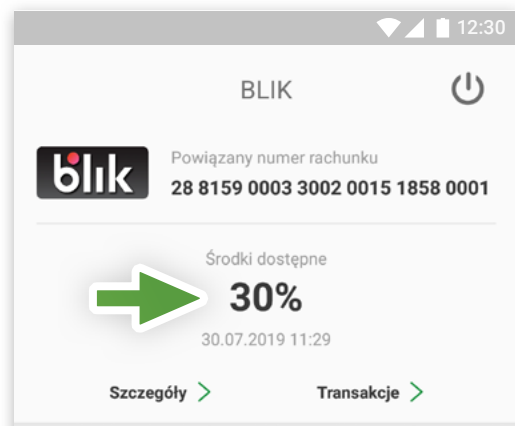 12:30
BLIK
blik
Powiązany numer rachunku
28 8159 0003 3002 0015 1858 0001
Środki dostępne
30%
30.07.2019 11:29
Szczegóły
Transakcje